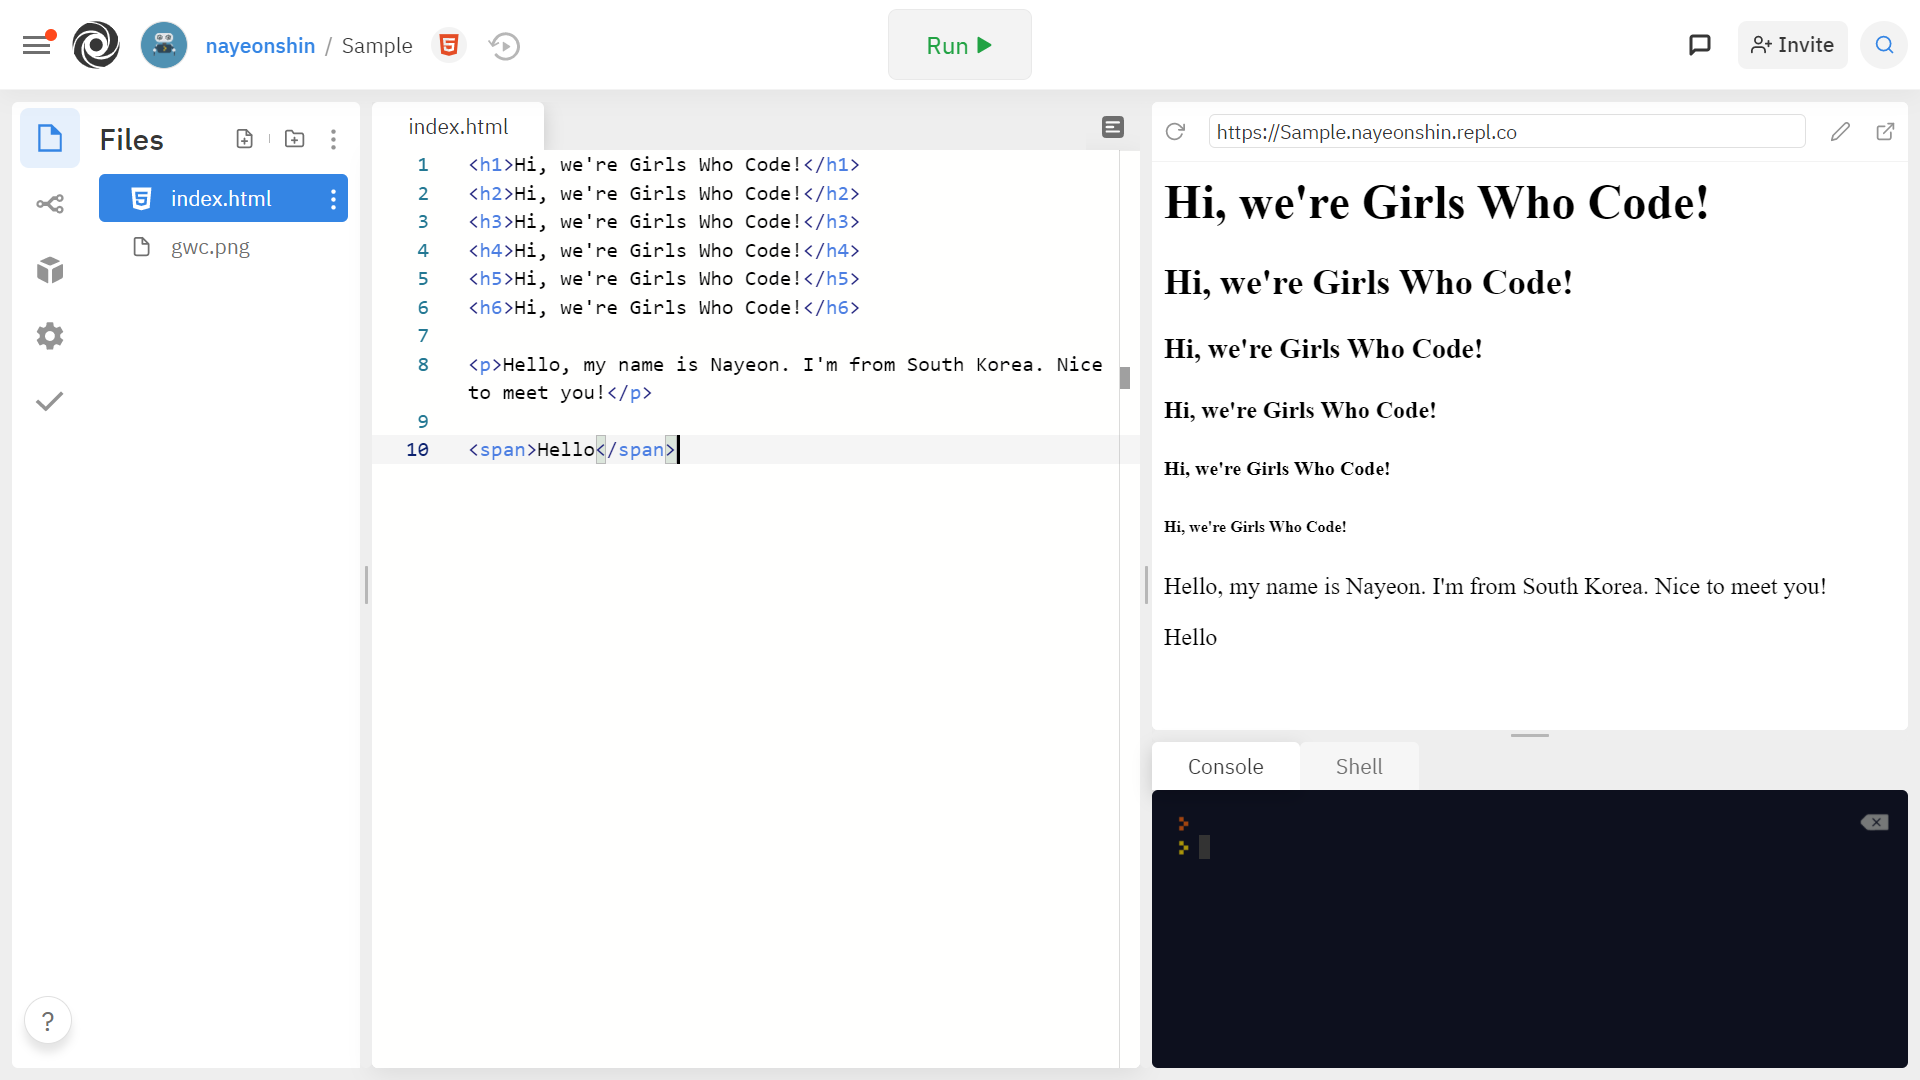 nayeonshin / Sample
Run
Invite
Files
index.html
gwc.png
?
index.html
1 <h1>Hi, we're Girls Who Code!</h1>
2 <h2>Hi, we're Girls Who Code!</h2>
3 <h3>Hi, we're Girls Who Code!</h3>
4 <h4>Hi, we're Girls Who Code!</h4>
5 <h5>Hi, we're Girls Who Code!</h5>
6 <h6>Hi, we're Girls Who Code!</h6>
7
8 <p>Hello, my name is Nayeon. I'm from South Korea. Nice
to meet you!</p>
9
10 <span>Hello</span>
https://Sample.nayeonshin.repl.co
Hi, we're Girls Who Code!
Hi, we're Girls Who Code!
Hi, we're Girls Who Code!
Hi, we're Girls Who Code!
Hi, we're Girls Who Code!
Hi, we're Girls Who Code!
Hello, my name is Nayeon. I'm from South Korea. Nice to meet you!
Hello
Console Shell